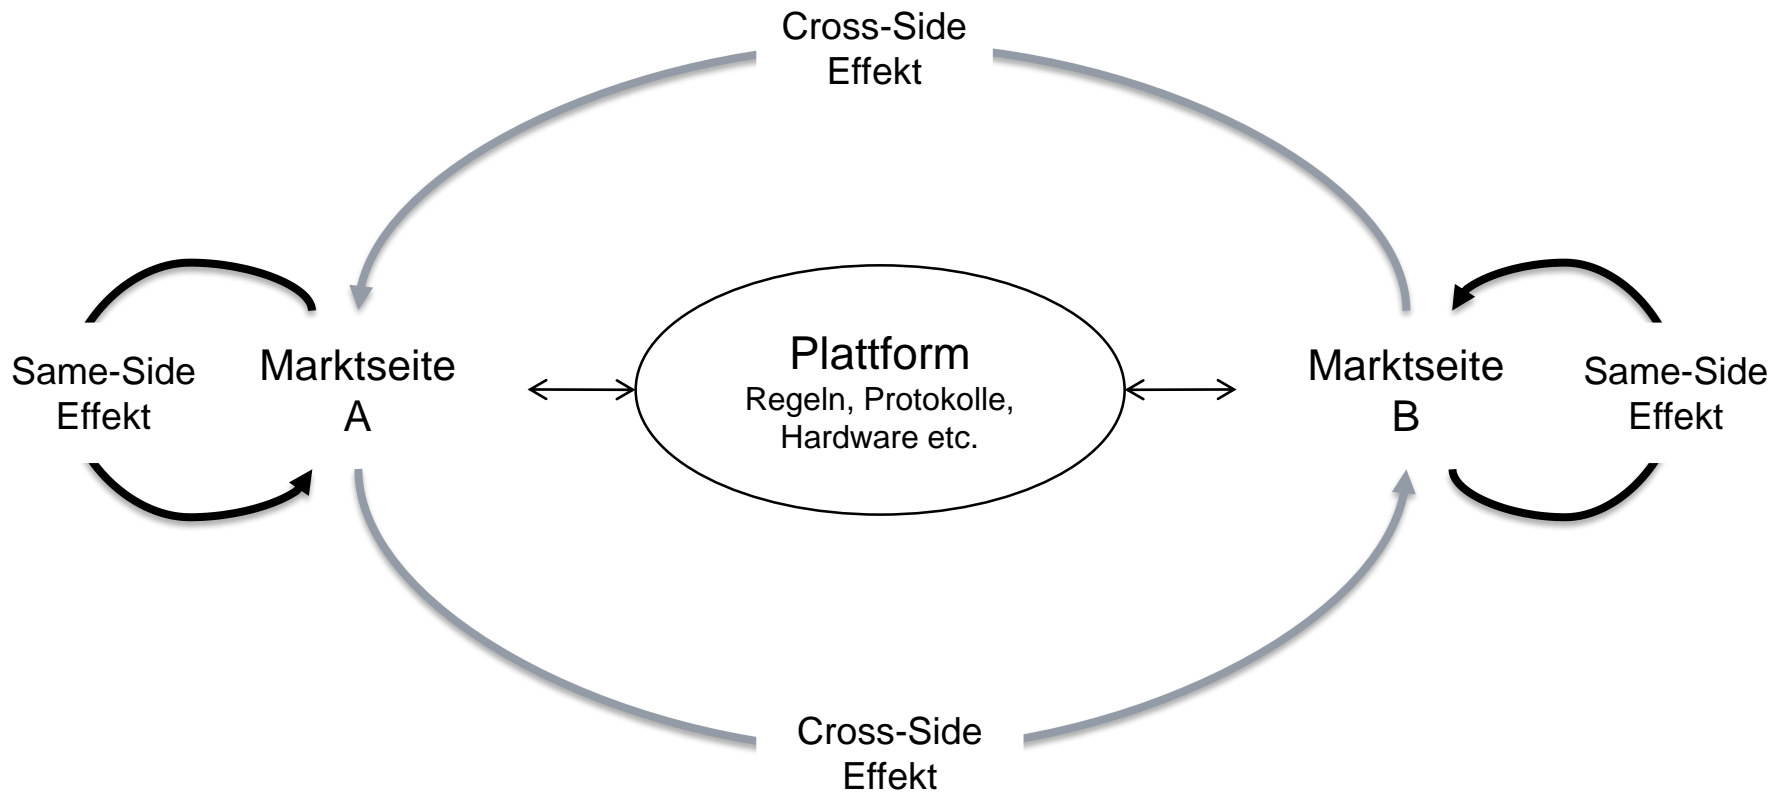 Cross-Side
Effekt
Same-Side
Effekt
Marktseite
A
Plattform
Regeln, Protokolle,
Hardware etc.
Marktseite
B
Same-Side
Effekt
Cross-Side
Effekt